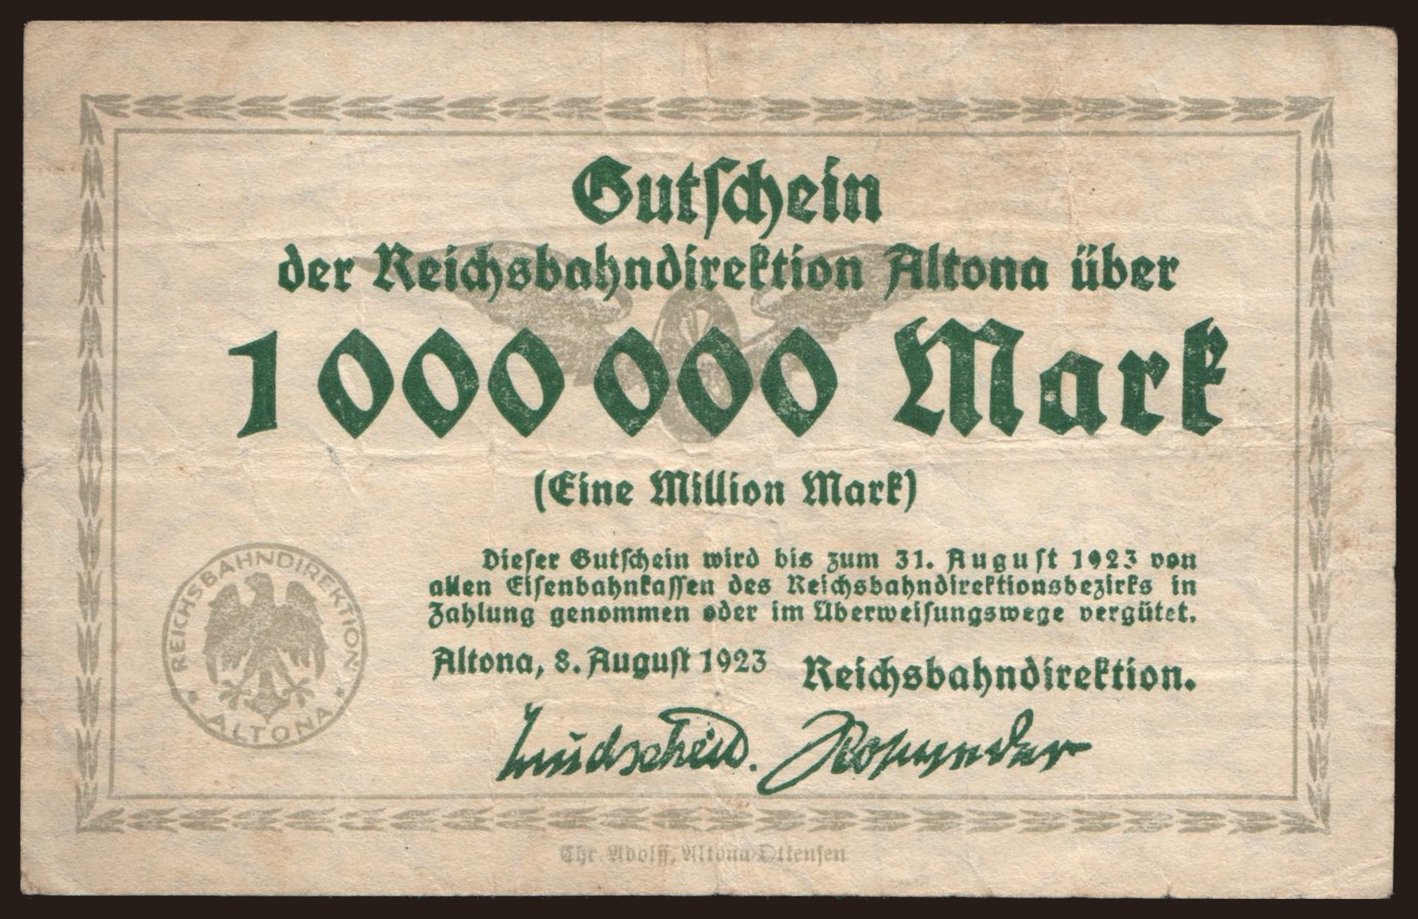 Gutschein
der Reichsbahndirektion Altona über
1 000 000 Mark
(Eine Million Mark)
Dieser Gutschein wird bis zum 31. August 1923 von
allen Eisenbahnkassen des Reichsbahndirektionsbezirks in
Zahlung genommen oder im Überweisungswege vergütet.
Altona, 8. August 1923
Reichsbahndirektion.
REICHSBAHNDIREKTION
ALTONA
Chr. Adolff, Altona-Ottensen